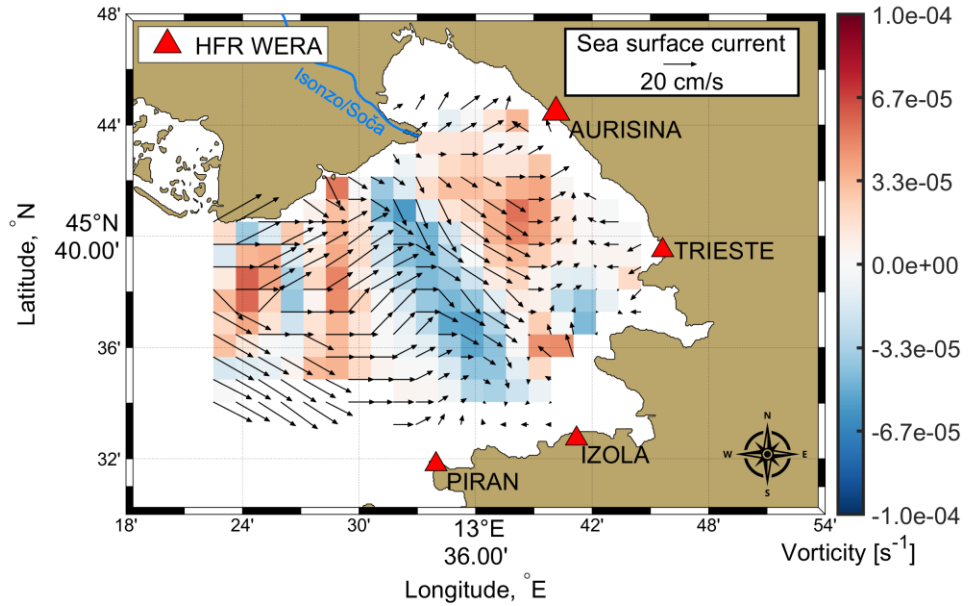 HFR WERA
Sea surface current
20 cm/s
Isonzo/Soča
AURISINA
TRIESTE
IZOLA
PIRAN
N
W
E
S
48'
46'
44'
45°N
40.00'
36'
32'
Latitude, °N
18'
24'
30'
13°E
36.00'
42'
48'
54'
Longitude, °E
1.0e-04
6.7e-05
3.3e-05
0.0e+00
-3.3e-05
-6.7e-05
-1.0e-04
Vorticity [s⁻¹]